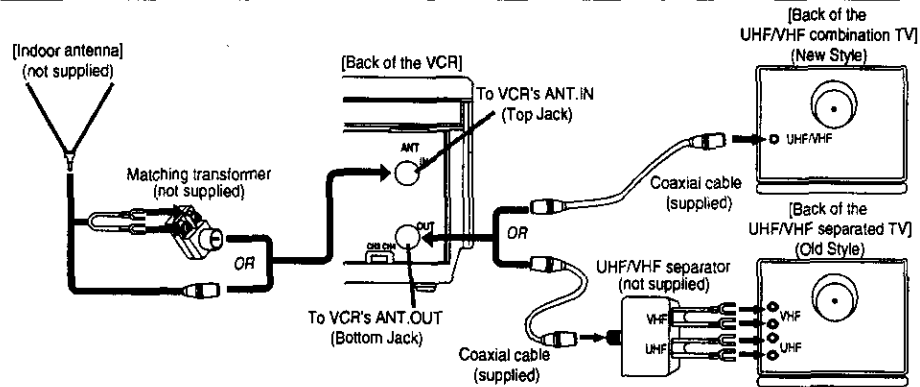 [Indoor antenna]
(not supplied)
Matching transformer
(not supplied)
OR
[Back of the VCR]
ANT
IN
OUT
CH3 CH4
To VCR's ANT.IN
(Top Jack)
To VCR's ANT.OUT
(Bottom Jack)
OR
Coaxial cable
(supplied)
[Back of the
UHF/VHF combination TV]
(New Style)
UHF/VHF
Coaxial cable
(supplied)
UHF/VHF separator
(not supplied)
VHF
UHF
[Back of the
UHF/VHF separated TV]
(Old Style)
VHF
UHF